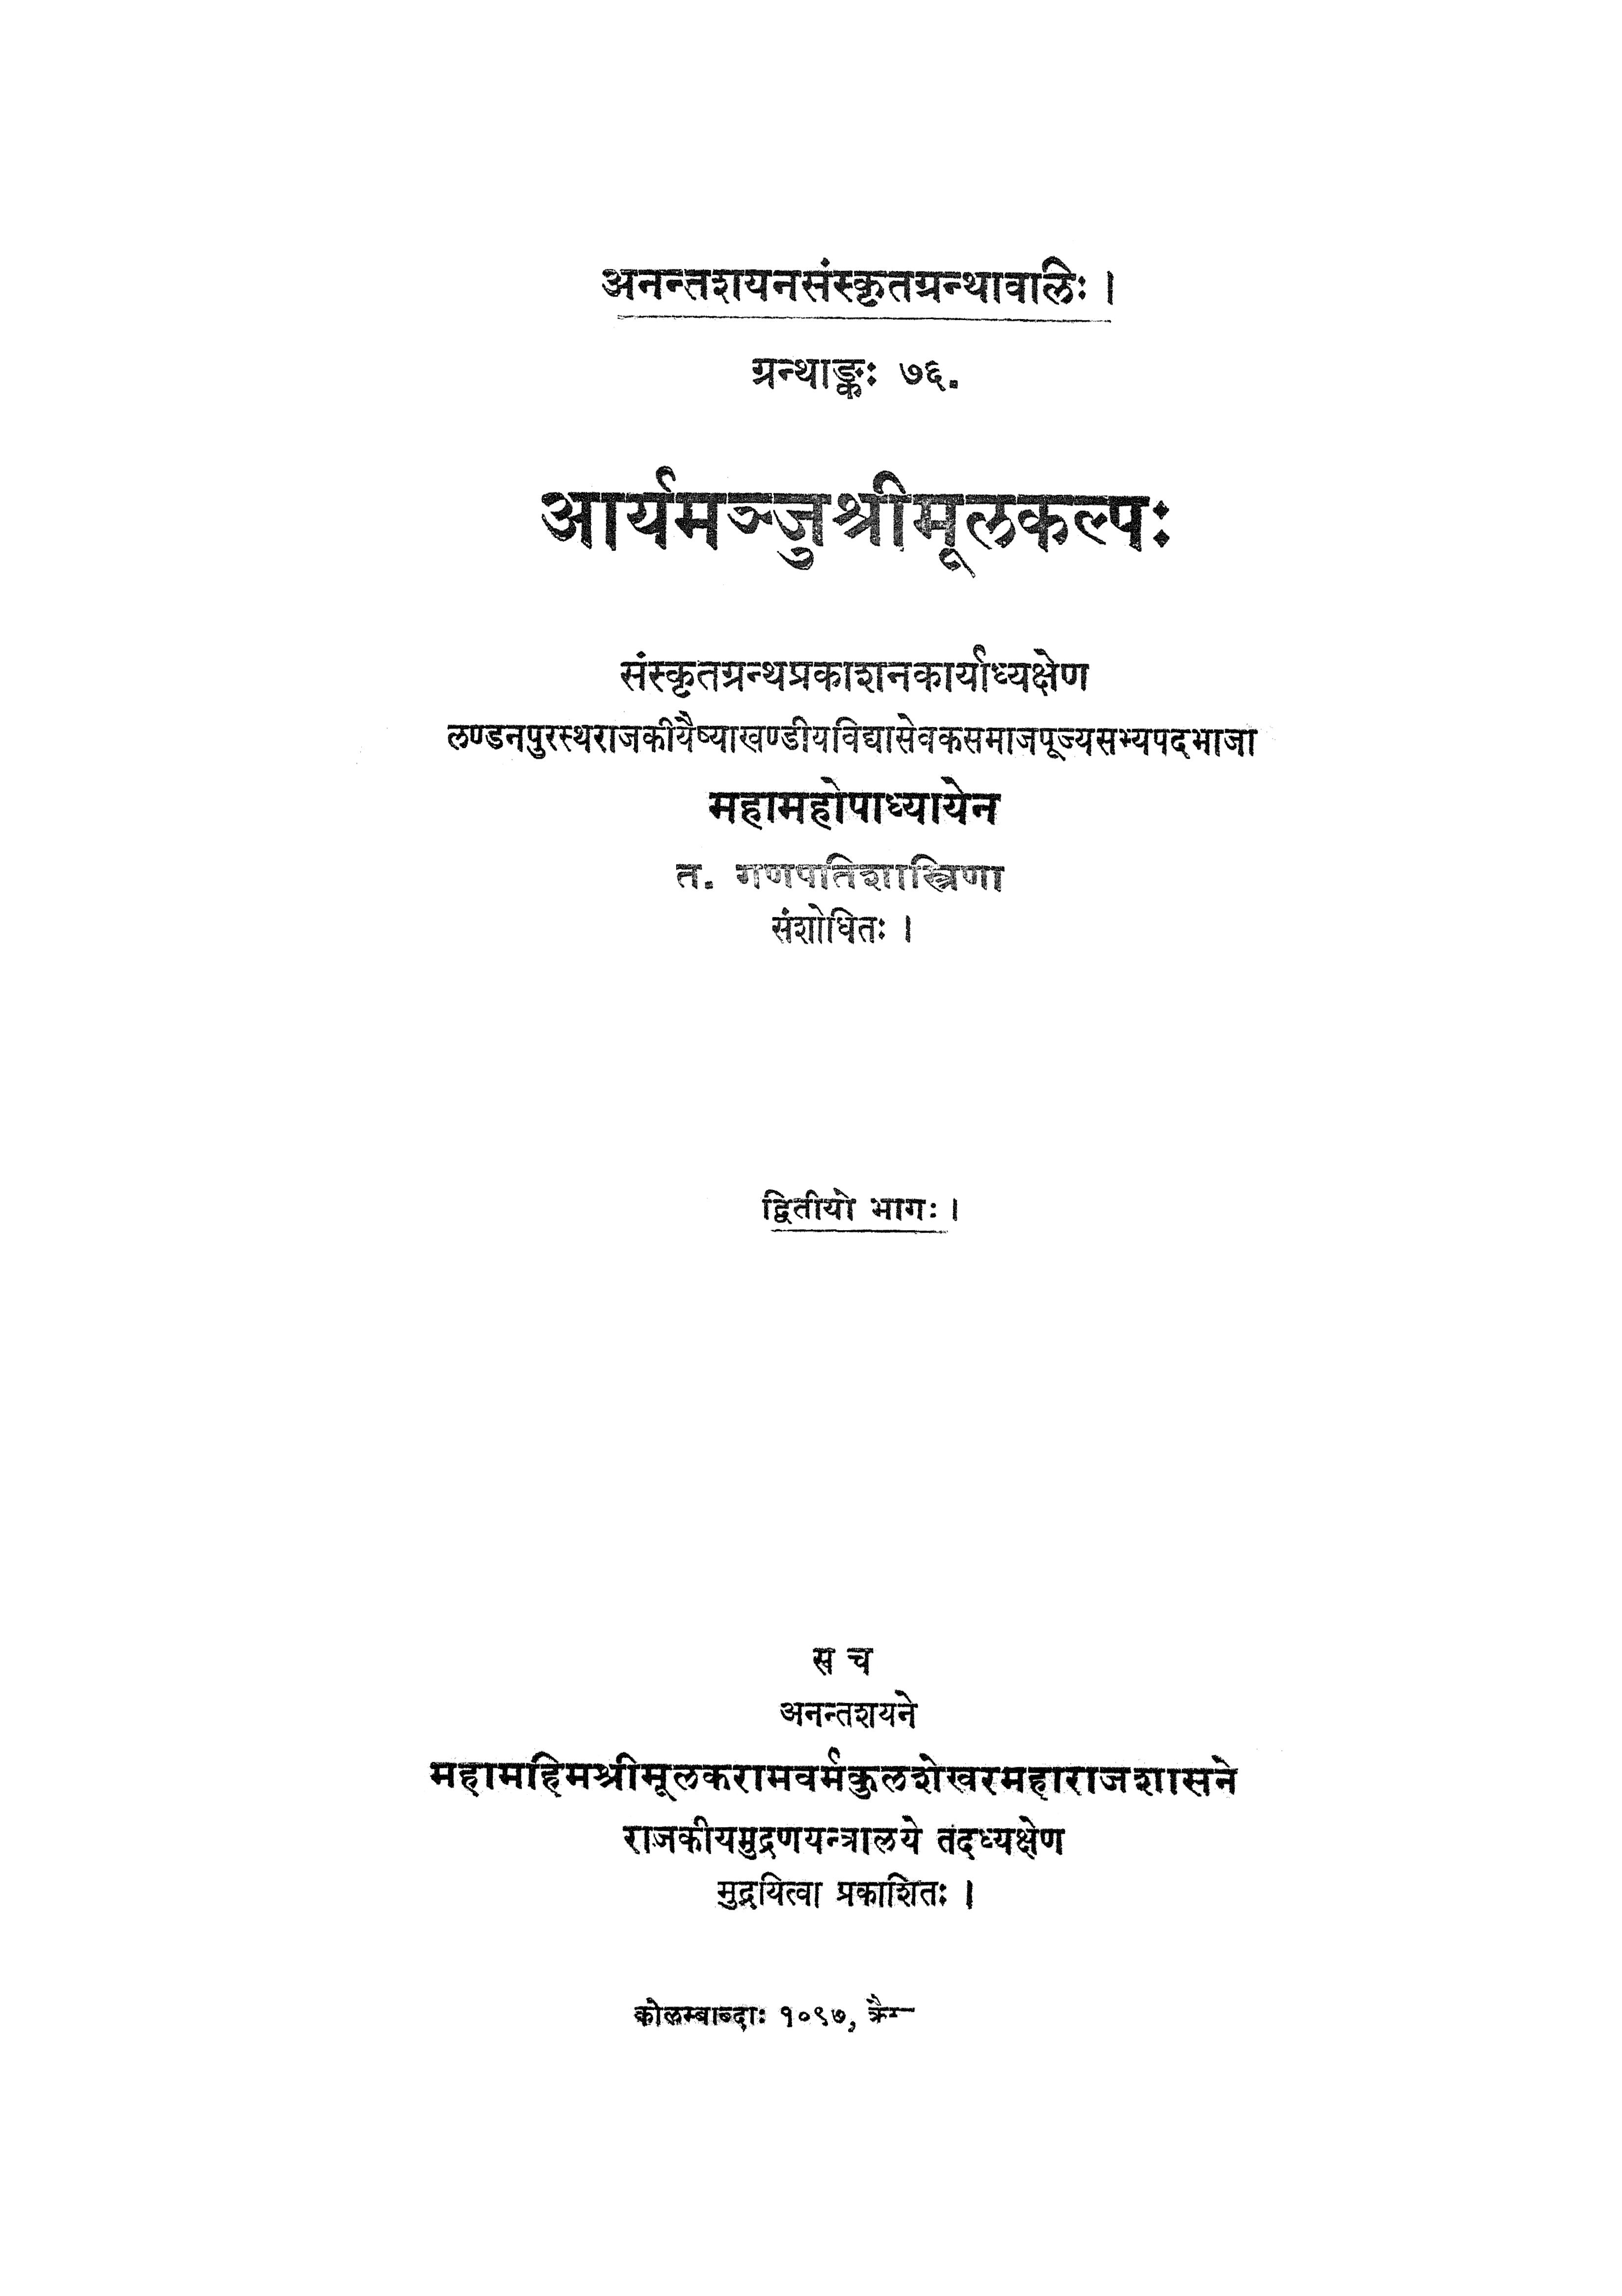 अनन्तशयनसंस्कृतग्रन्थावालिः ।
ग्रन्थाङ्कः ७६.
आर्यमञ्जुश्रीमूलकल्पः
संस्कृतग्रन्थप्रकाशनकार्याध्यक्षेण
लण्डनपुरस्थराजकीयैष्याखण्डीयविद्यासेवकसमाजपूज्यसभ्यपदभाजा
महामहोपाध्यायेन
त. गणपतिशास्त्रिणा
संशोधितः ।
द्वितीयो भागः ।
स च
अनन्तशयने
महामहिमश्रीमूलकरामवर्मकुलशेखरमहाराजशासने
राजकीयमुद्रणयन्त्रालये तदध्यक्षेण
मुद्रयित्वा प्रकाशितः ।
कोलम्बाब्दाः १०९७,